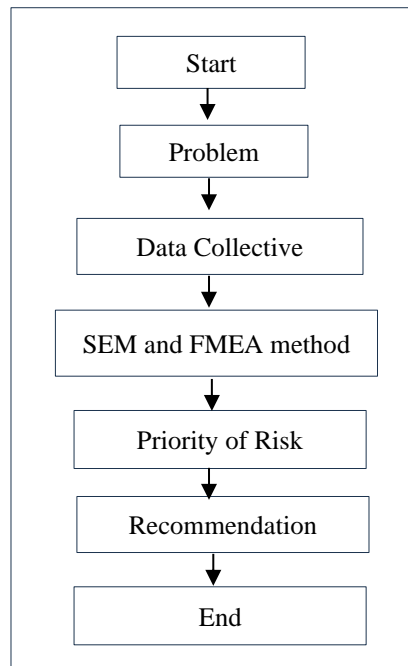 Start
Problem
Data Collective
SEM and FMEA method
Priority of Risk
Recommendation
End